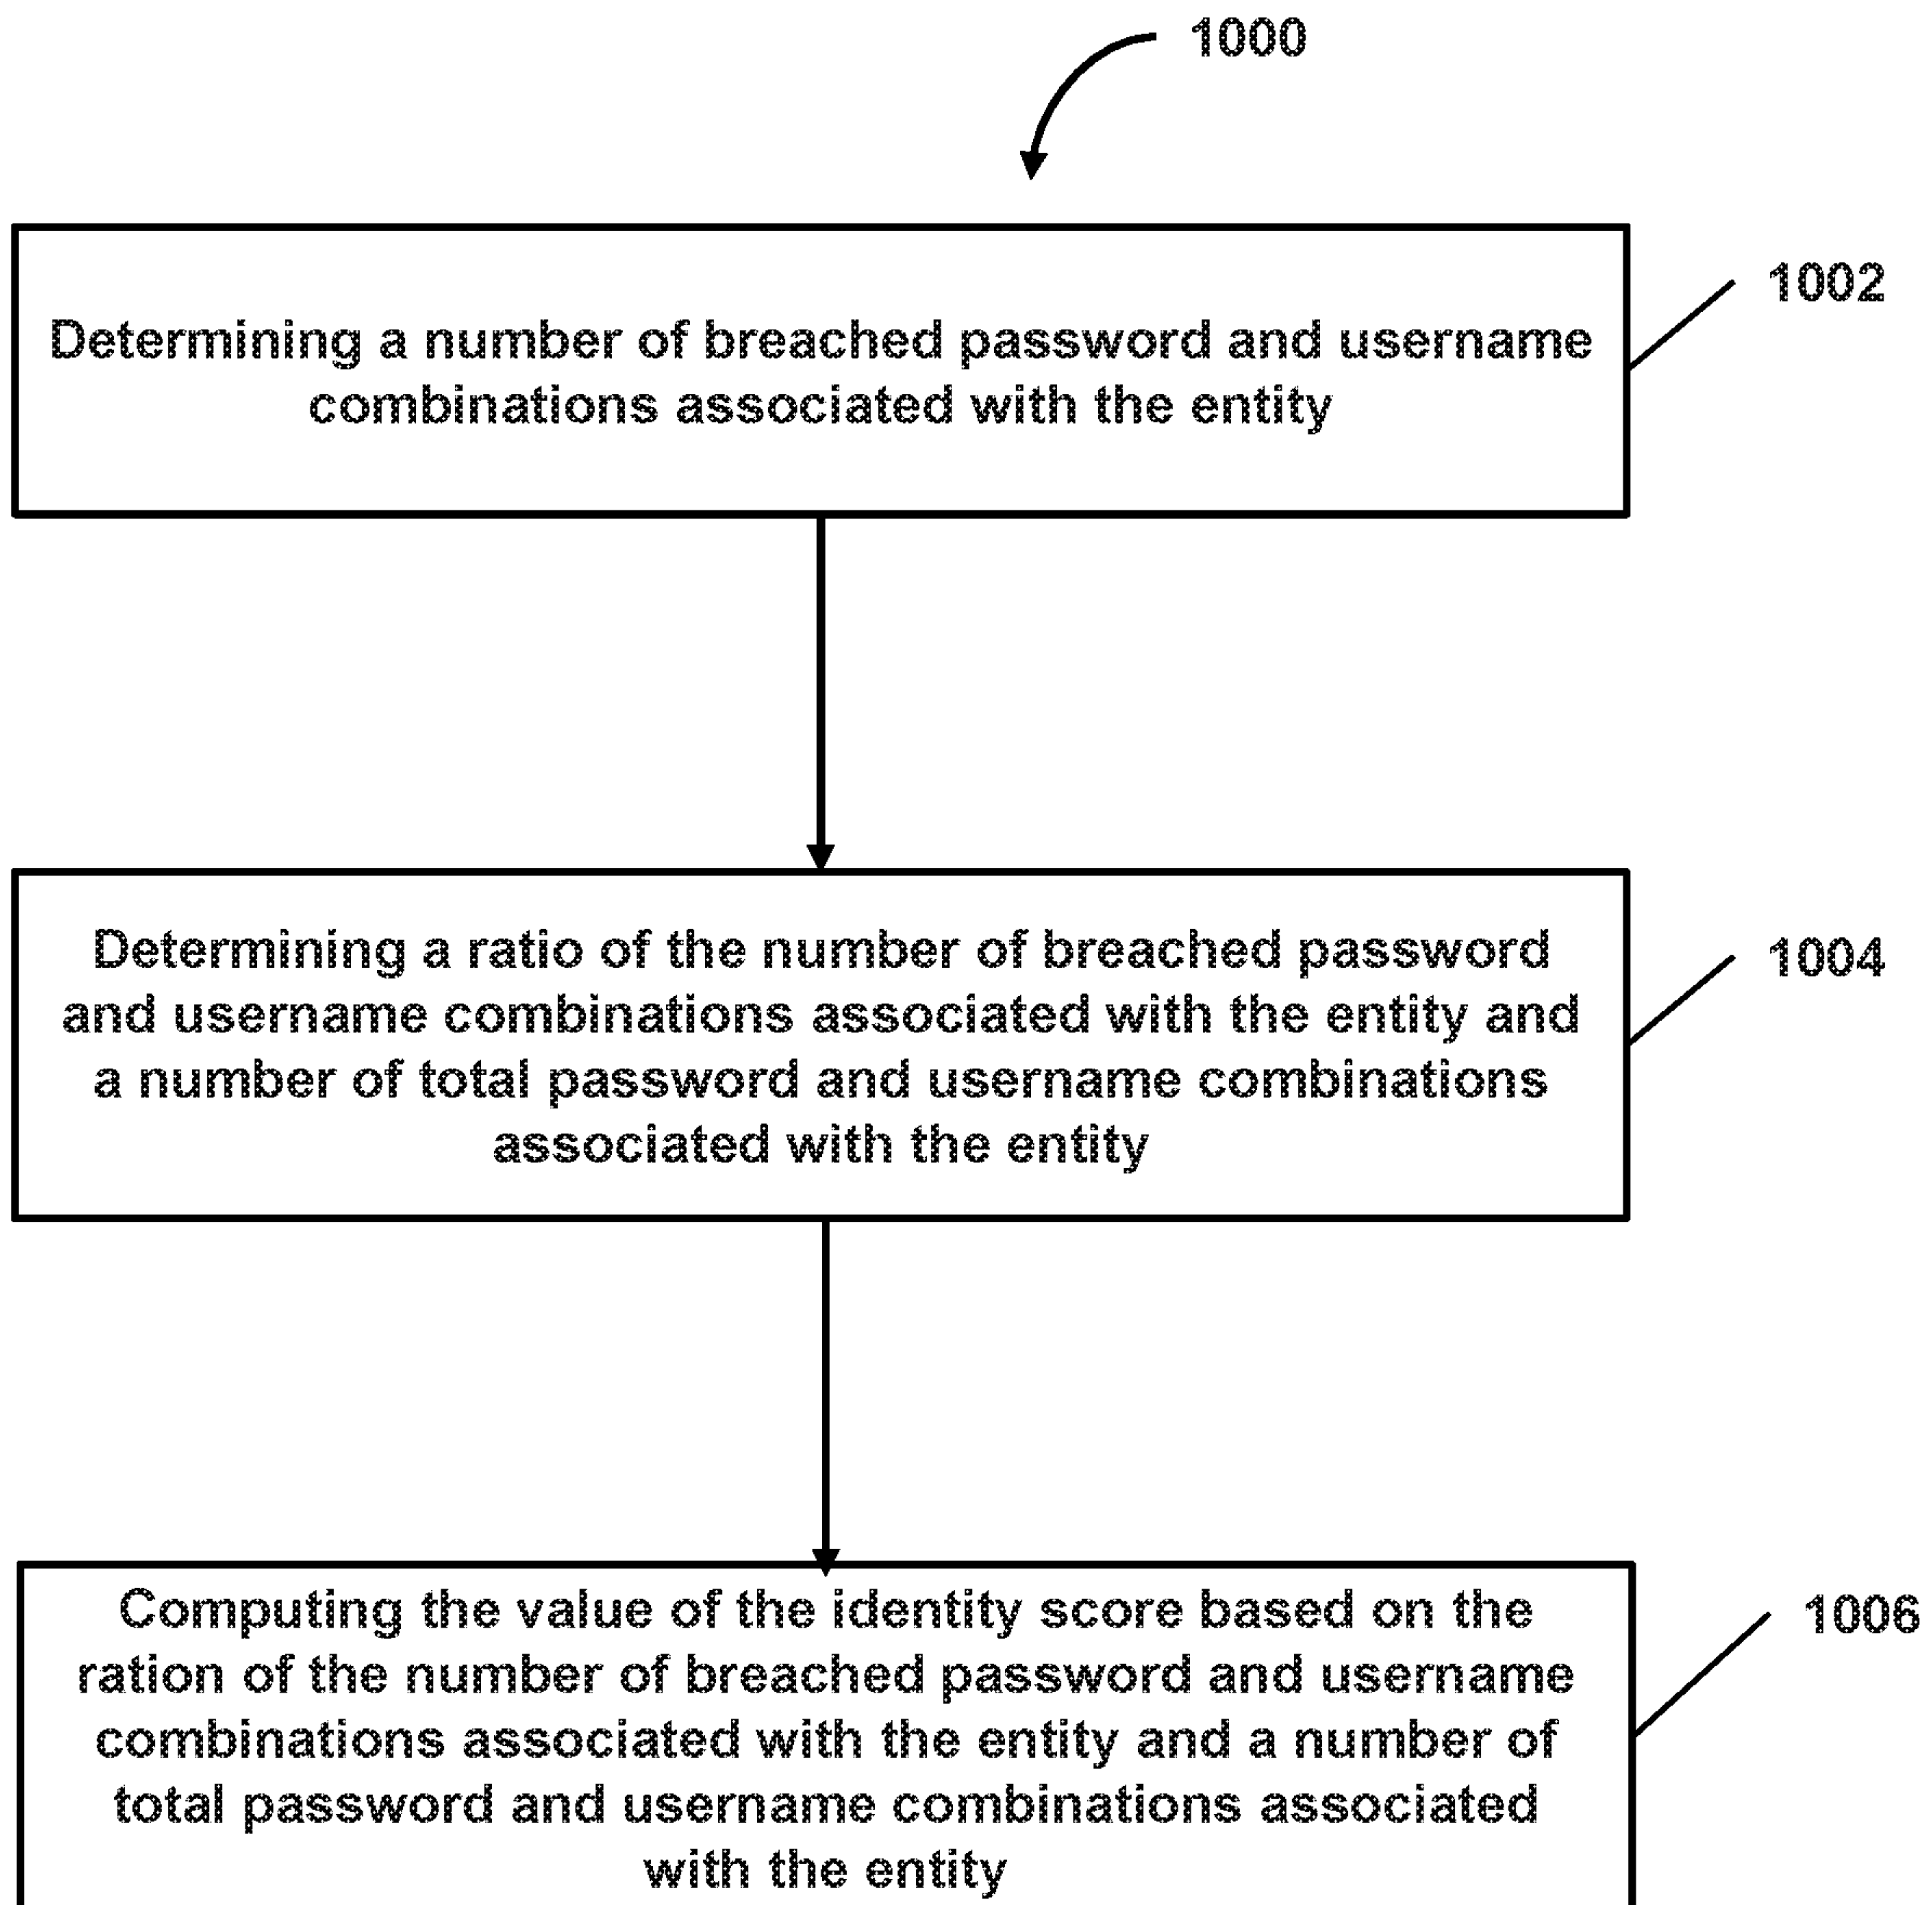 1000
1002
Determining a number of breached password and username
combinations associated with the entity
Determining a ratio of the number of breached password
and username combinations associated with the entity and
a number of total password and username combinations
associated with the entity
1004
Computing the value of the identity score based on the
ration of the number of breached password and username
combinations associated with the entity and a number of
total password and username combinations associated
with the entity
1006